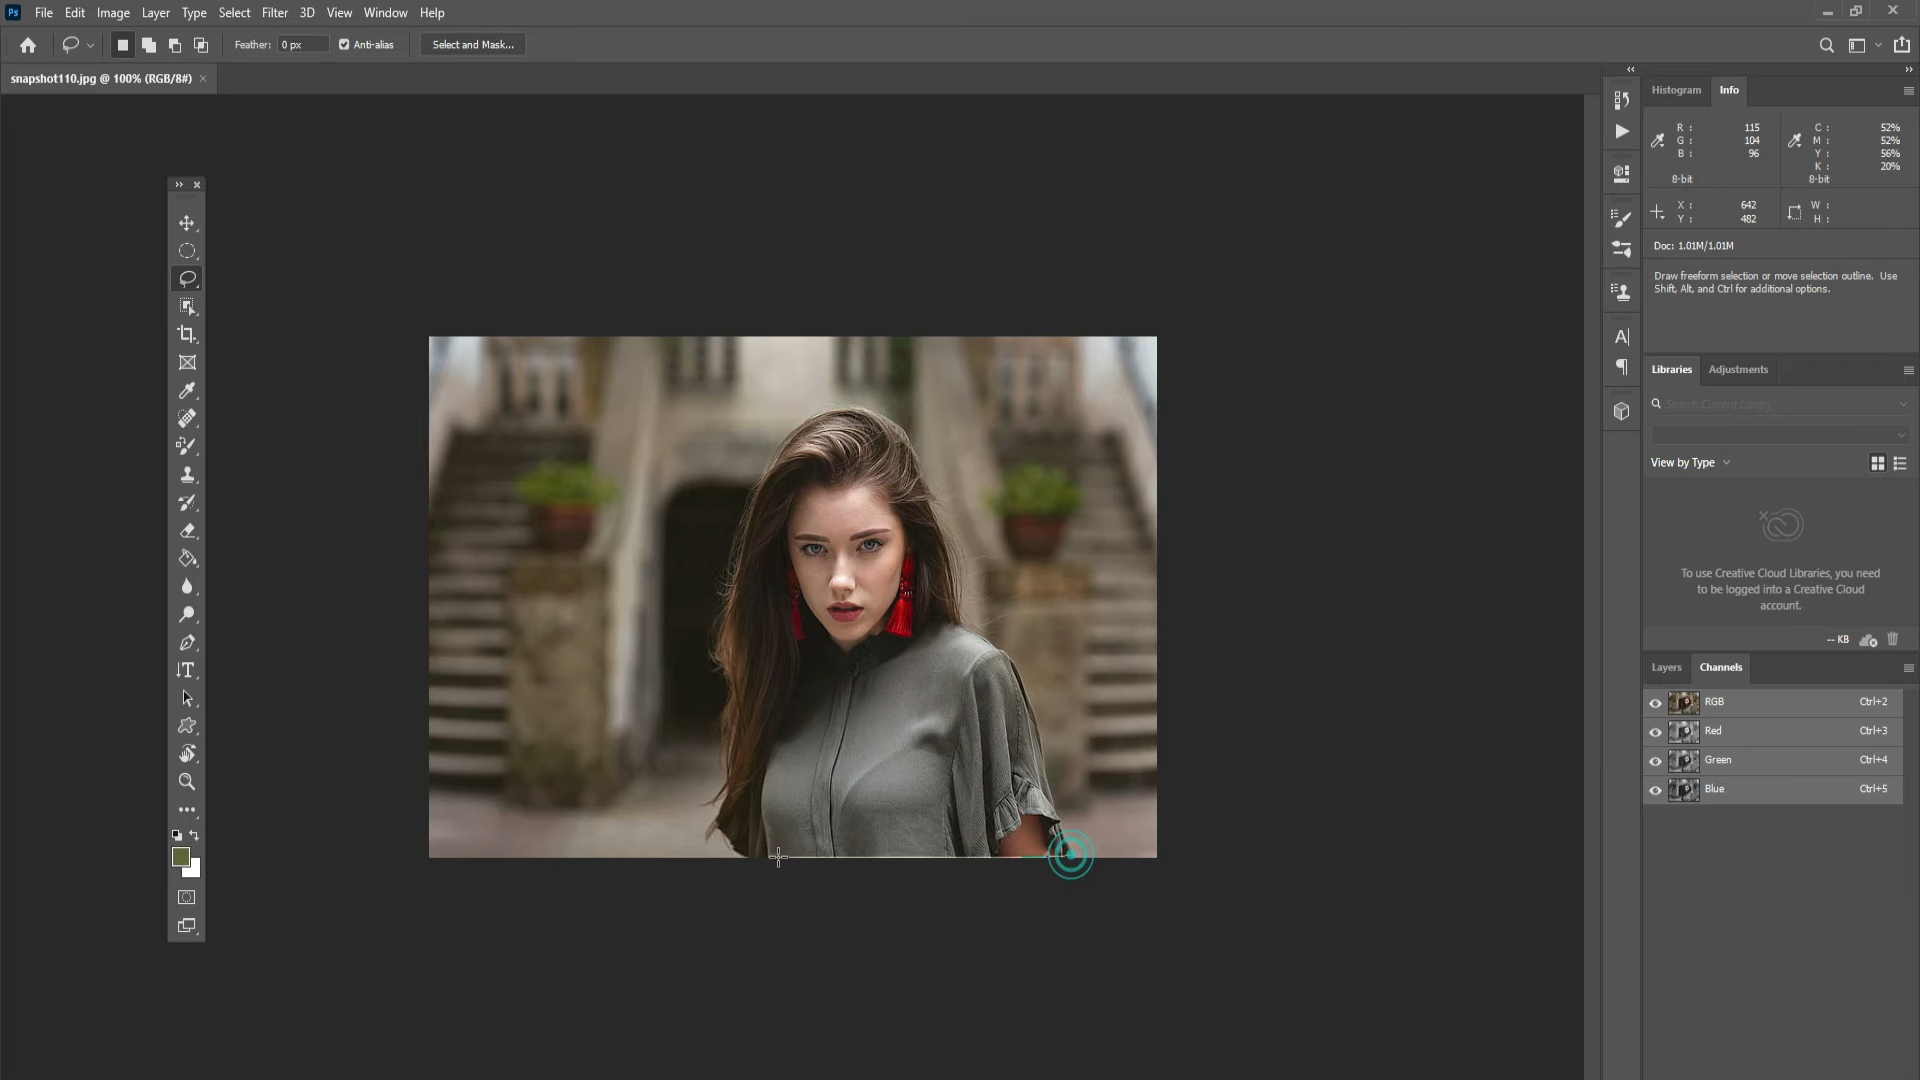 Ps File Edit Image Layer Type Select Filter 3D View Window Help
Feather: 0 px Anti-alias Select and Mask...
snapshot110.jpg @ 100% (RGB/8#) ×
Histogram Info
R : 115 C : 52%
G : 104 M : 52%
B : 96 Y : 56%
K : 20%
8-bit 8-bit
X : 642 W :
Y : 482 H :
Doc: 1.01M/1.01M
Draw freeform selection or move selection outline. Use
Shift, Alt, and Ctrl for additional options.
Libraries Adjustments
Search Current Library
View by Type
To use Creative Cloud Libraries, you need
to be logged into a Creative Cloud
account.
-- KB
Layers Channels
RGB Ctrl+2
Red Ctrl+3
Green Ctrl+4
Blue Ctrl+5